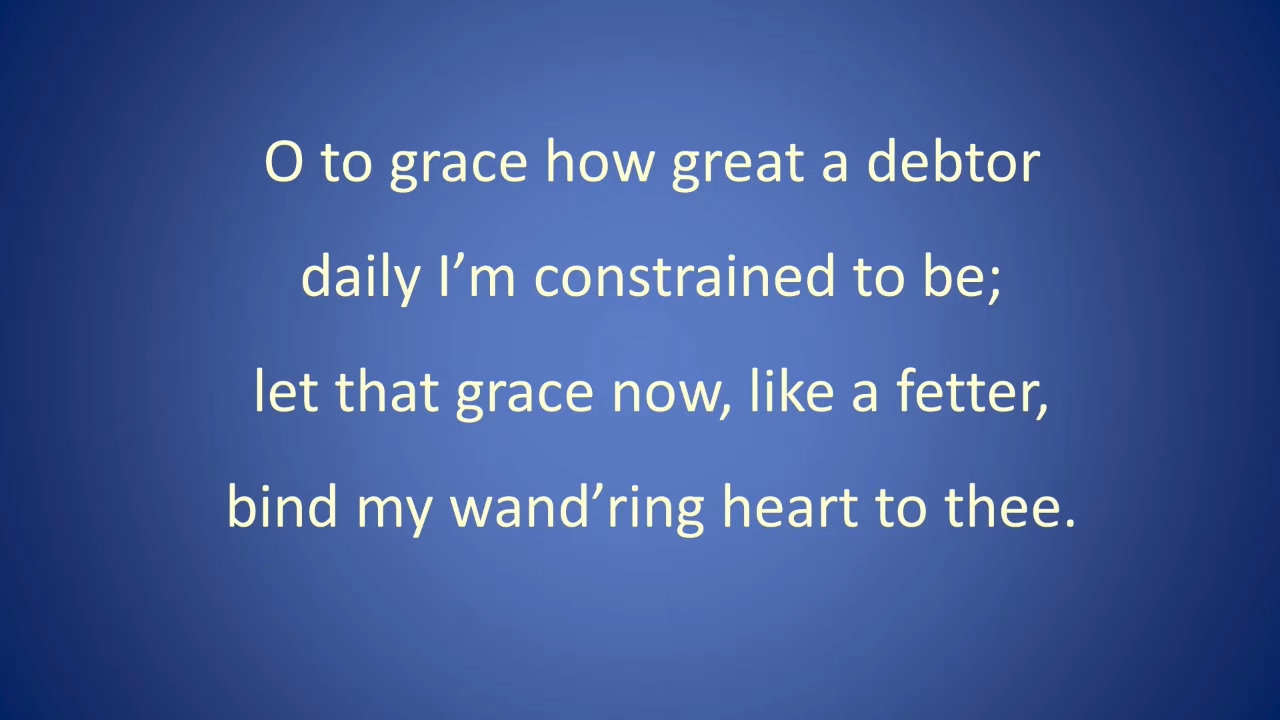 O to grace how great a debtor
daily I’m constrained to be;
let that grace now, like a fetter,
bind my wand’ring heart to thee.